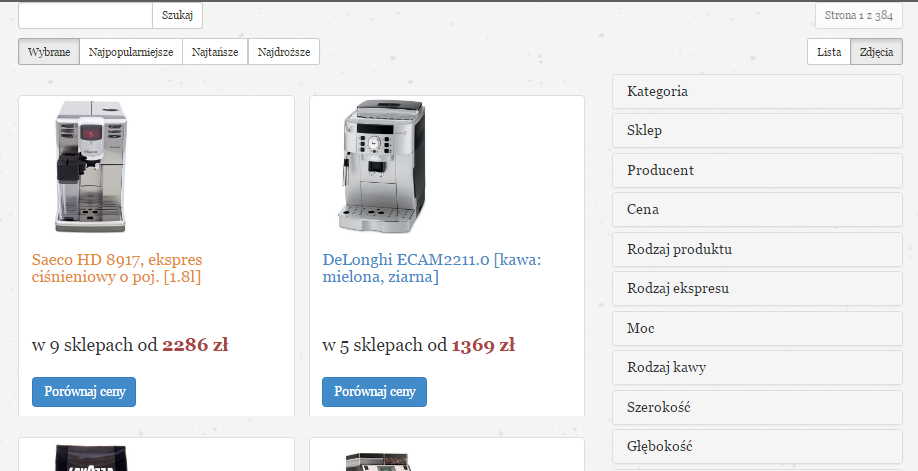 Szukaj
Strona 1 z 384
Wybrane
Najpopularniejsze
Najtańsze
Najdroższe
Lista
Zdjęcia
Saeco HD 8917, ekspres
ciśnieniowy o poj. [1.8l]
w 9 sklepach od 2286 zł
Porównaj ceny
DeLonghi ECAM2211.0 [kawa:
mielona, ziarna]
w 5 sklepach od 1369 zł
Porównaj ceny
LAVAZZA
Kategoria
Sklep
Producent
Cena
Rodzaj produktu
Rodzaj ekspresu
Moc
Rodzaj kawy
Szerokość
Głębokość